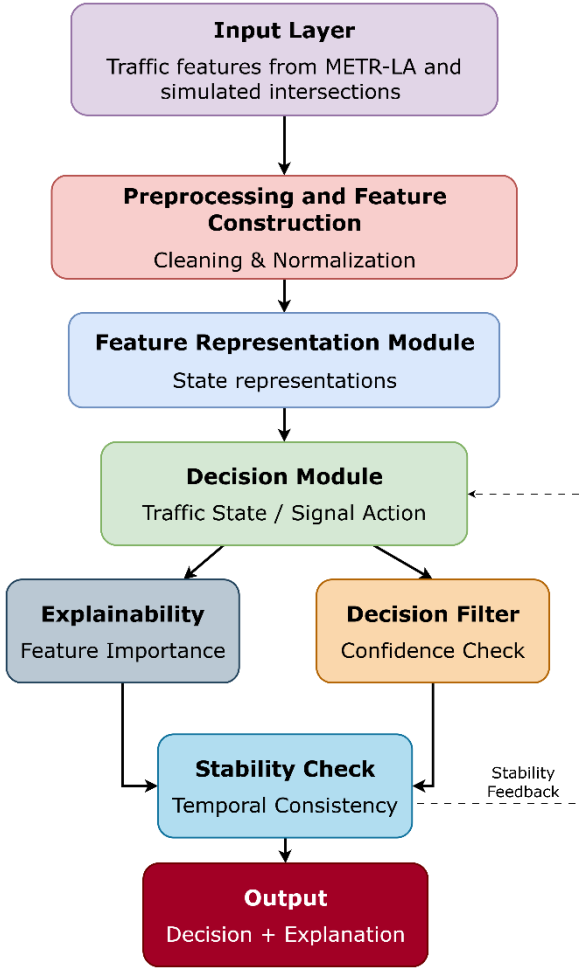 Input Layer
Traffic features from METR-LA and
simulated intersections
Preprocessing and Feature
Construction
Cleaning & Normalization
Feature Representation Module
State representations
Decision Module
Traffic State / Signal Action
Explainability
Feature Importance
Decision Filter
Confidence Check
Stability Check
Temporal Consistency
Stability
Feedback
Output
Decision + Explanation